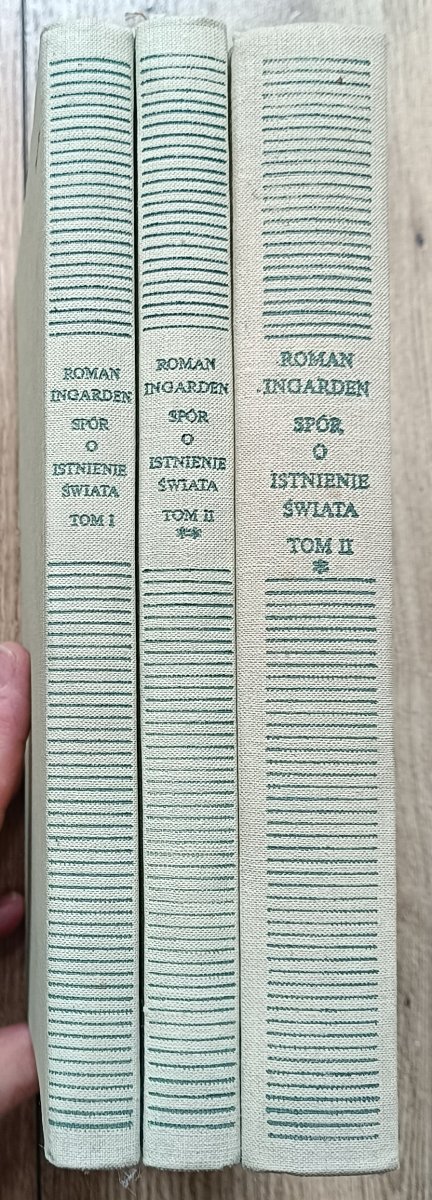 ROMAN
INGARDEN
SPÓR
O
ISTNIENIE
ŚWIATA
TOM I
ROMAN
INGARDEN
SPÓR
O
ISTNIENIE
ŚWIATA
TOM II
**
ROMAN
INGARDEN
SPÓR
O
ISTNIENIE
ŚWIATA
TOM II
*